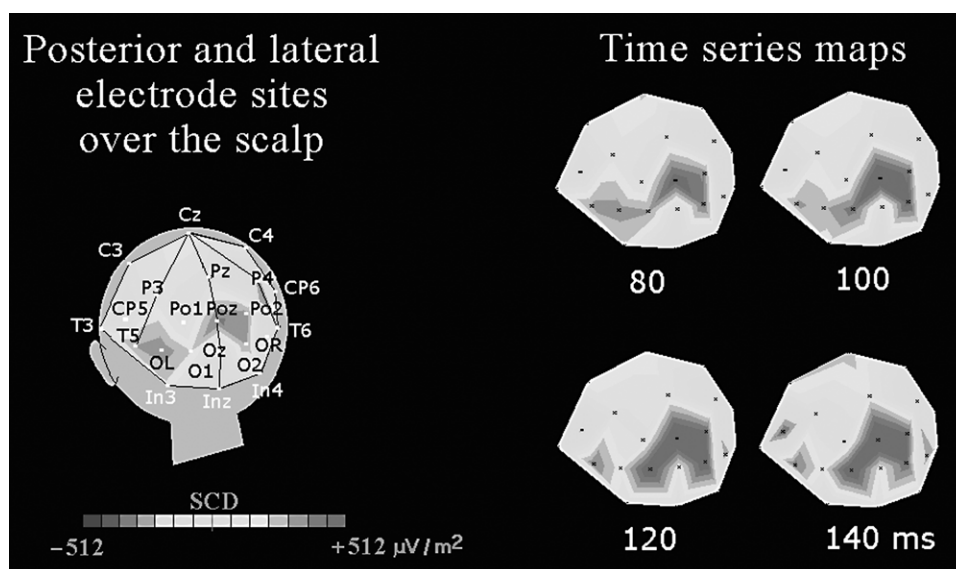 Posterior and lateral
electrode sites
over the scalp
Time series maps
Cz
C3
C4
Pz
P4
P3
CP6
CP5
Po1
Poz
Po2
T3
T6
T5
OL
Oz
OR
O1
O2
In3
Inz
In4
SCD
−512
+512 µV/m²
80
100
120
140 ms